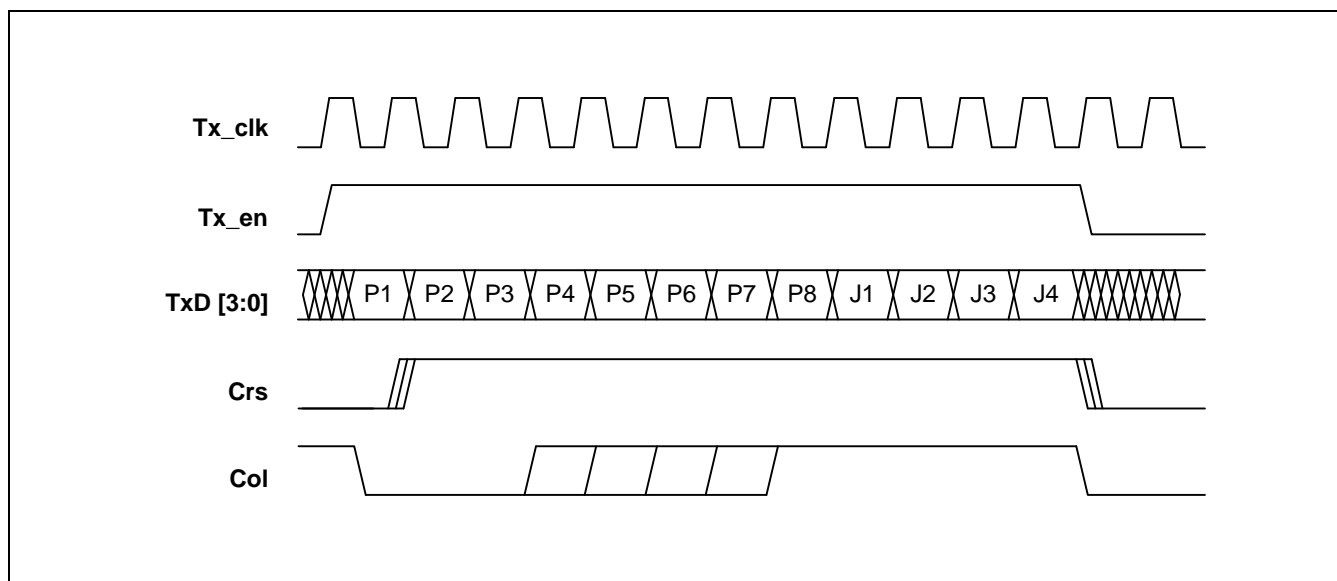 Tx_clk
Tx_en
TxD [3:0] P1 P2 P3 P4 P5 P6 P7 P8 J1 J2 J3 J4
Crs
Col